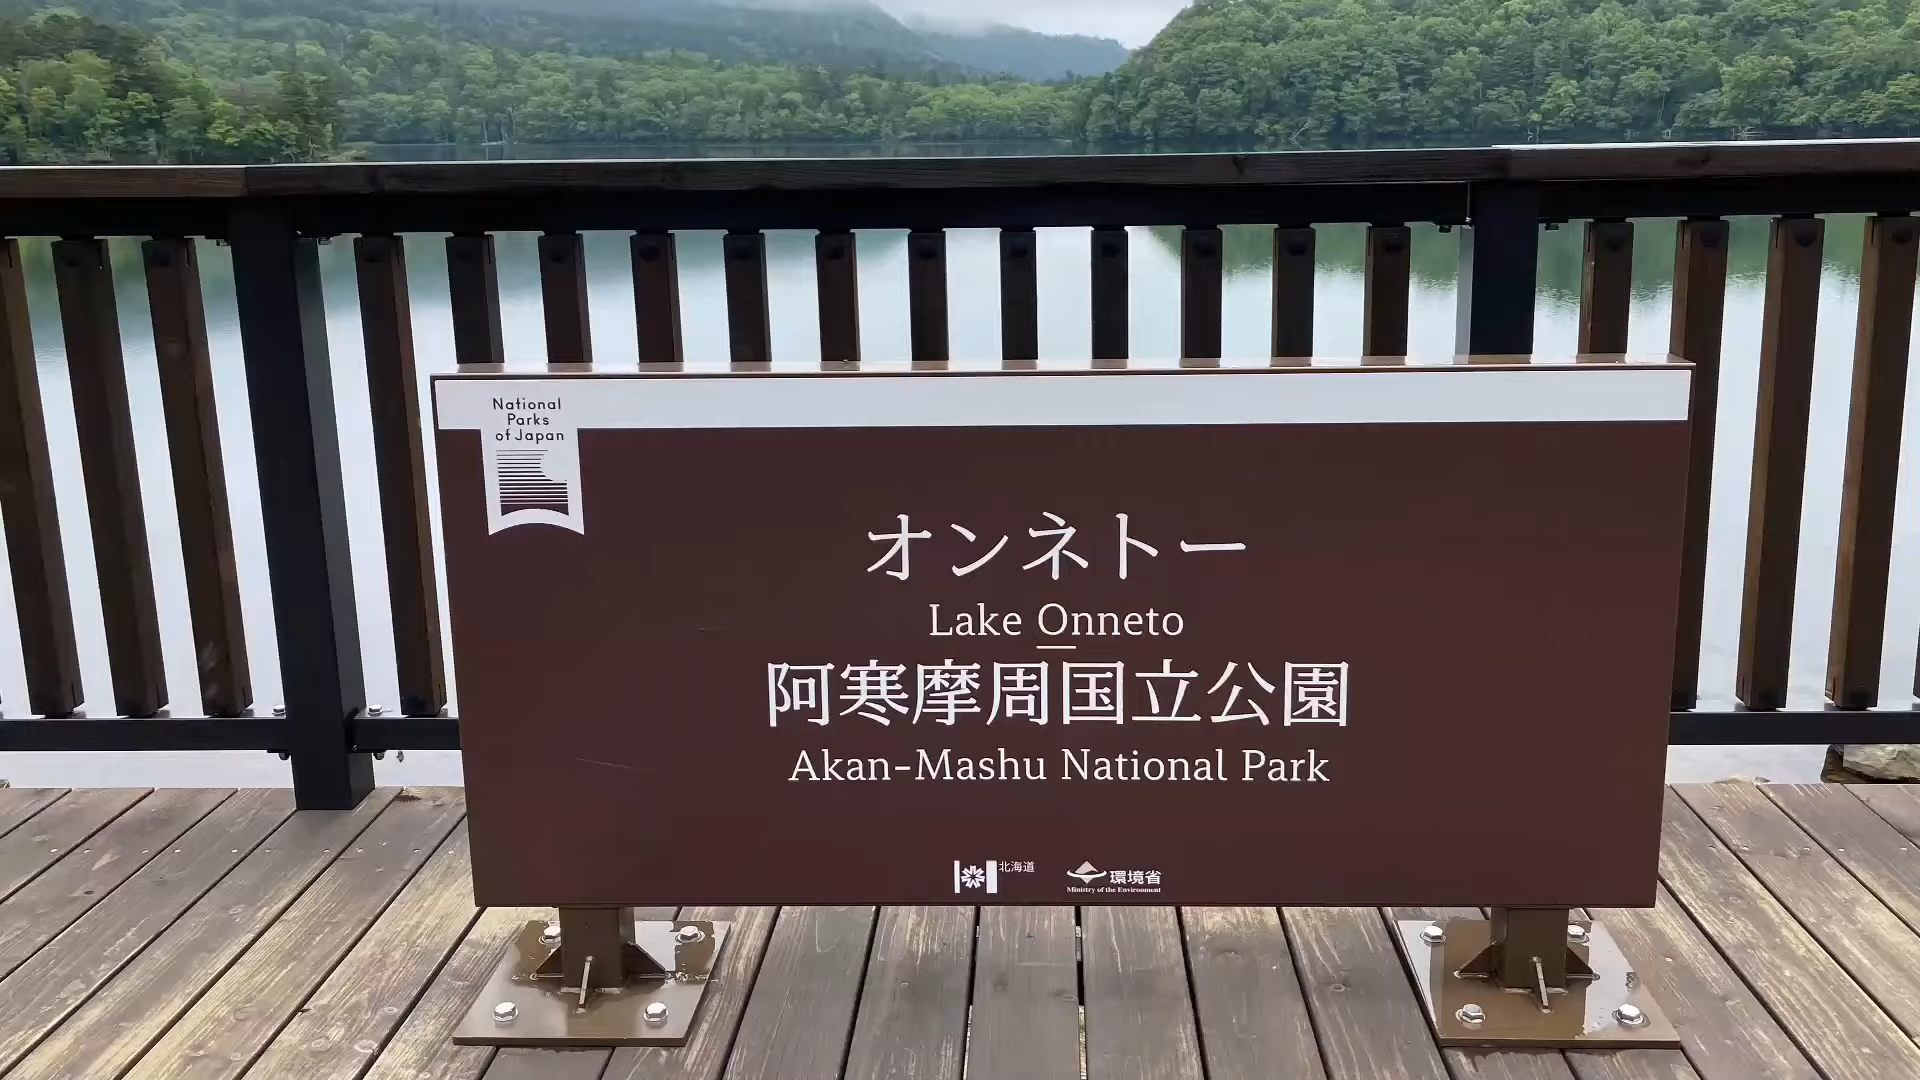 National
Parks
of Japan
オンネトー
Lake Onneto
阿寒摩周国立公園
Akan-Mashu National Park
北海道
環境省
Ministry of the Environment